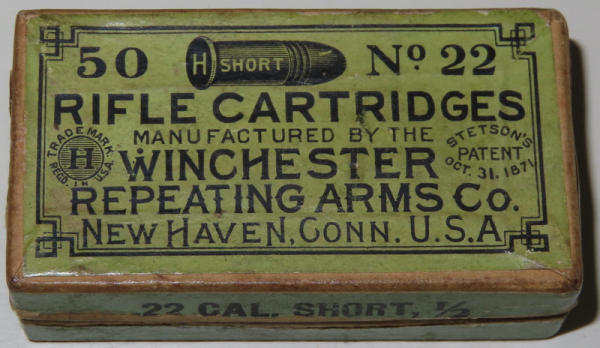 50 H SHORT Nº 22
RIFLE CARTRIDGES
MANUFACTURED BY THE
TRADE MARK.
H
REGD. IN U.S.A.
WINCHESTER
STETSON'S
PATENT
OCT. 31. 1871
REPEATING ARMS CO.
NEW HAVEN, CONN. U.S.A.
.22 CAL. SHORT, ½